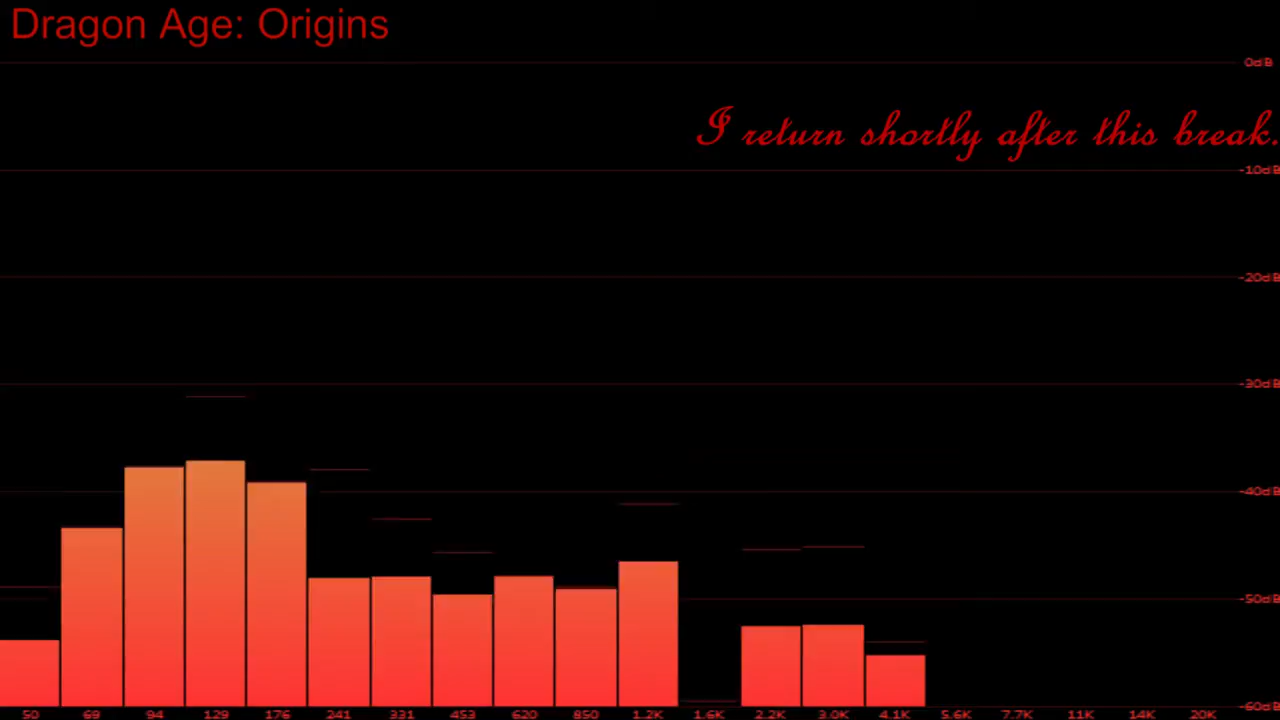 Dragon Age: Origins
0dB
I return shortly after this break.
-10dB
-20dB
-30dB
-40dB
-50dB
-60dB
50 69 94 129 176 241 331 453 620 850 1.2K 1.6K 2.2K 3.0K 4.1K 5.6K 7.7K 11K 14K 20K